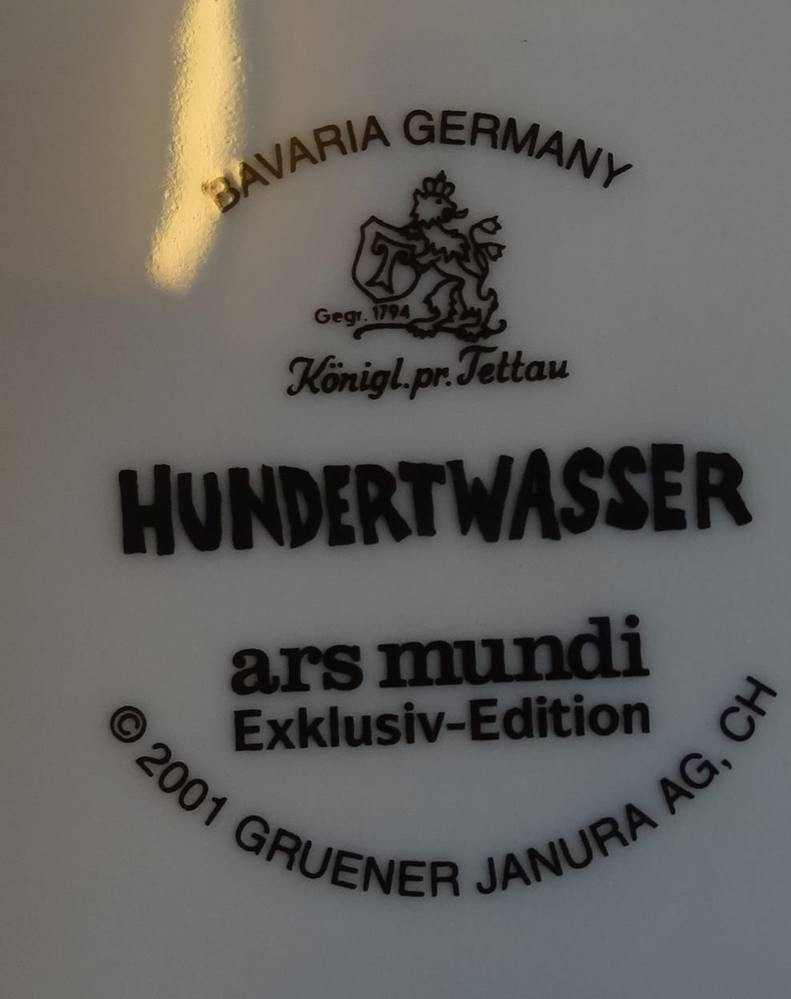 BAVARIA GERMANY
T
Gegr. 1794
Königl.pr.Tettau
HUNDERTWASSER
ars mundi
Exklusiv-Edition
© 2001 GRUENER JANURA AG, CH